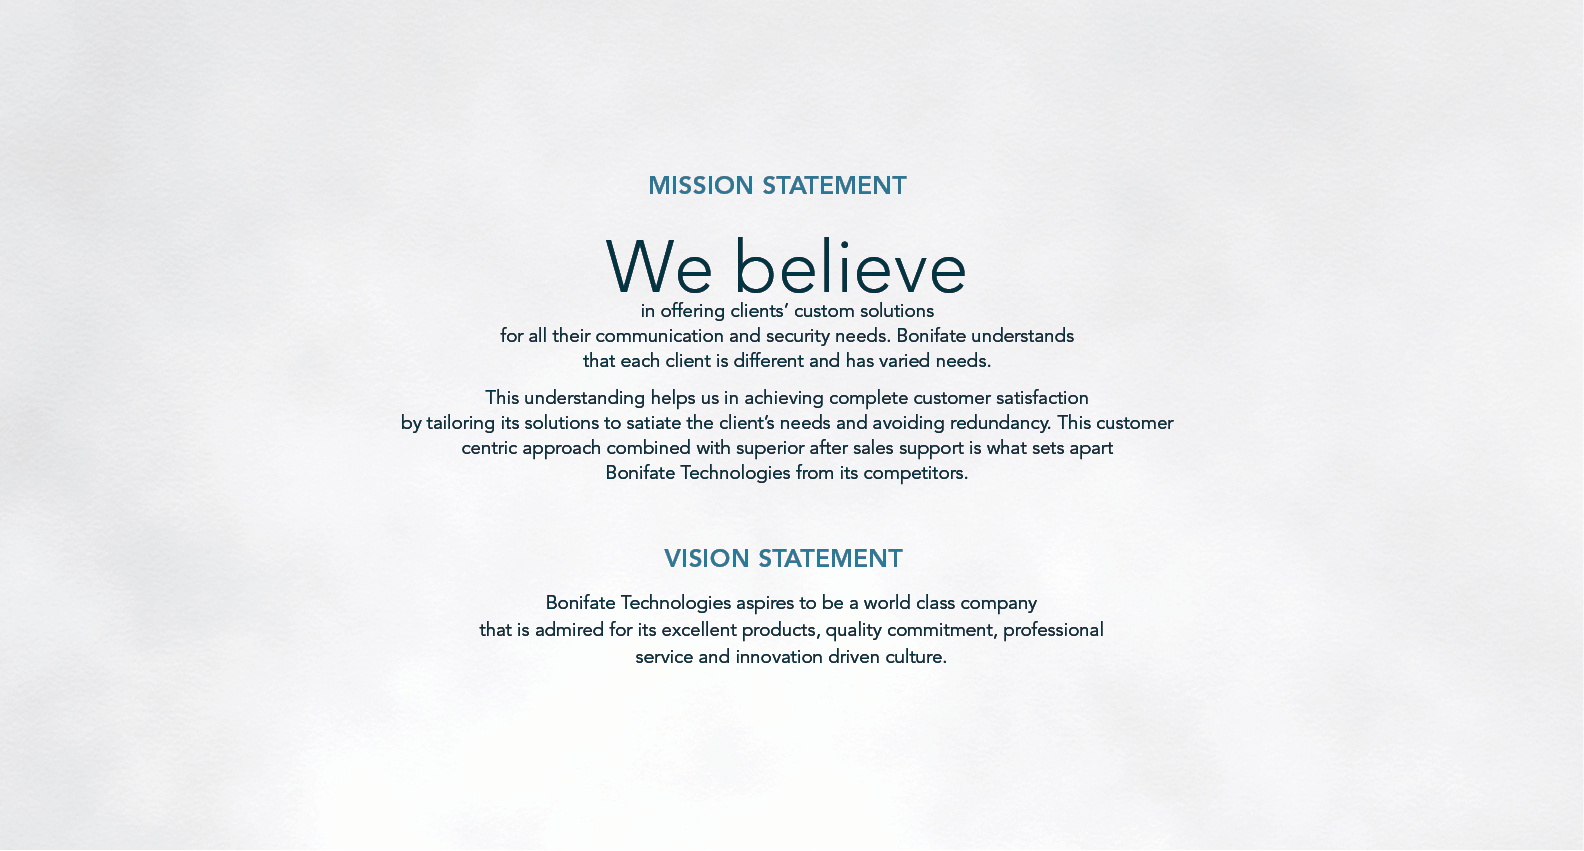 MISSION STATEMENT
We believe
in offering clients’ custom solutions
for all their communication and security needs. Bonifate understands
that each client is different and has varied needs.
This understanding helps us in achieving complete customer satisfaction
by tailoring its solutions to satiate the client’s needs and avoiding redundancy. This customer
centric approach combined with superior after sales support is what sets apart
Bonifate Technologies from its competitors.
VISION STATEMENT
Bonifate Technologies aspires to be a world class company
that is admired for its excellent products, quality commitment, professional
service and innovation driven culture.